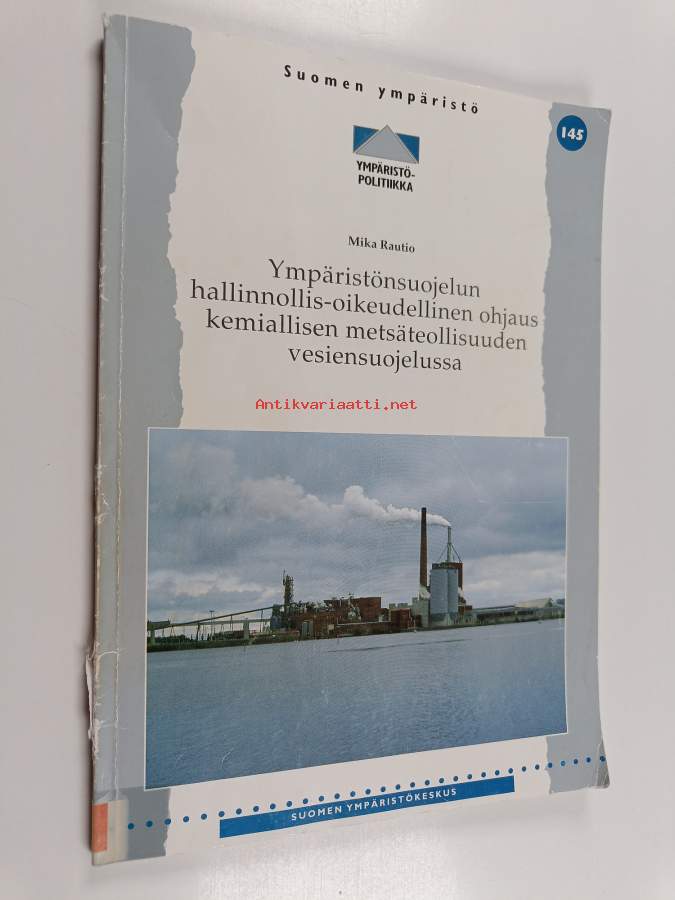 Suomen ympäristö
145
YMPÄRISTÖ-
POLITIIKKA
Mika Rautio
Ympäristönsuojelun
hallinnollis-oikeudellinen ohjaus
kemiallisen metsäteollisuuden
vesiensuojelussa
Antikvariaatti.net
SUOMEN YMPÄRISTÖKESKUS